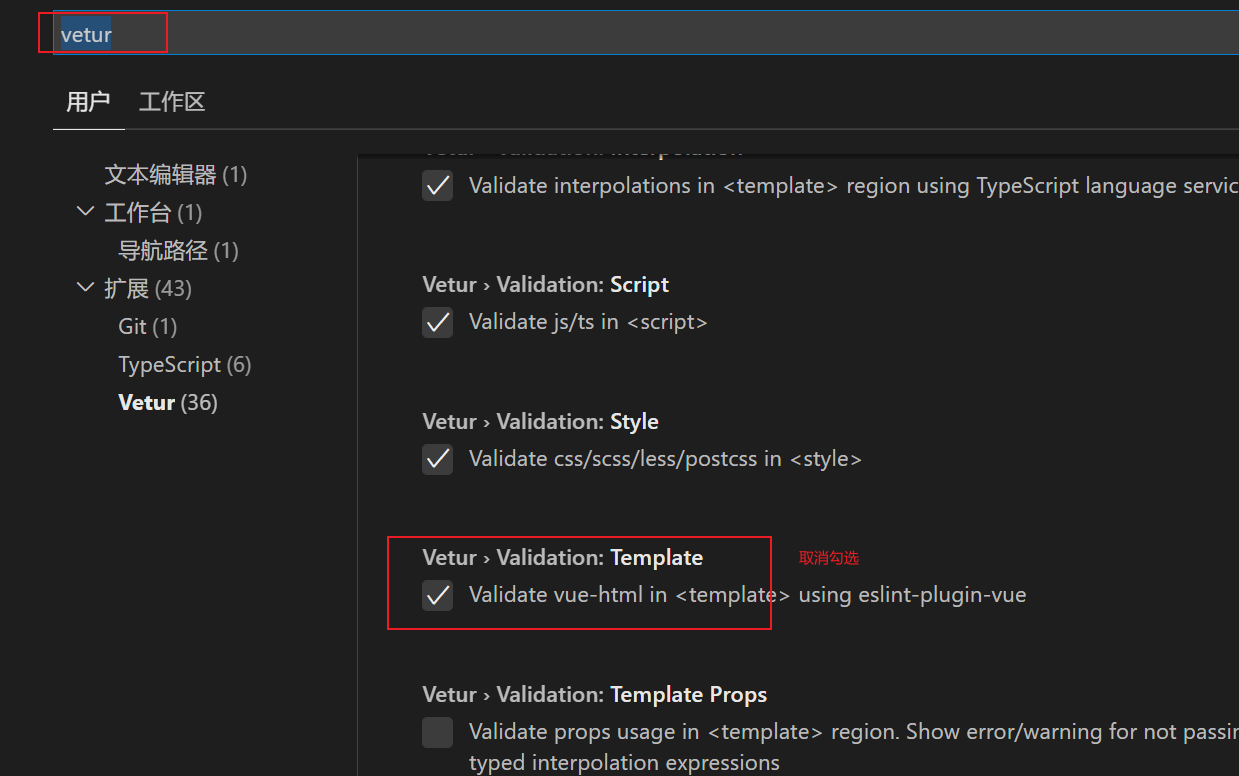 vetur
用户 工作区
文本编辑器 (1)
工作台 (1)
导航路径 (1)
扩展 (43)
Git (1)
TypeScript (6)
Vetur (36)
Vetur › Validation: Interpolation
Validate interpolations in <template> region using TypeScript language servic
Vetur › Validation: Script
Validate js/ts in <script>
Vetur › Validation: Style
Validate css/scss/less/postcss in <style>
Vetur › Validation: Template 取消勾选
Validate vue-html in <template> using eslint-plugin-vue
Vetur › Validation: Template Props
Validate props usage in <template> region. Show error/warning for not passin
typed interpolation expressions